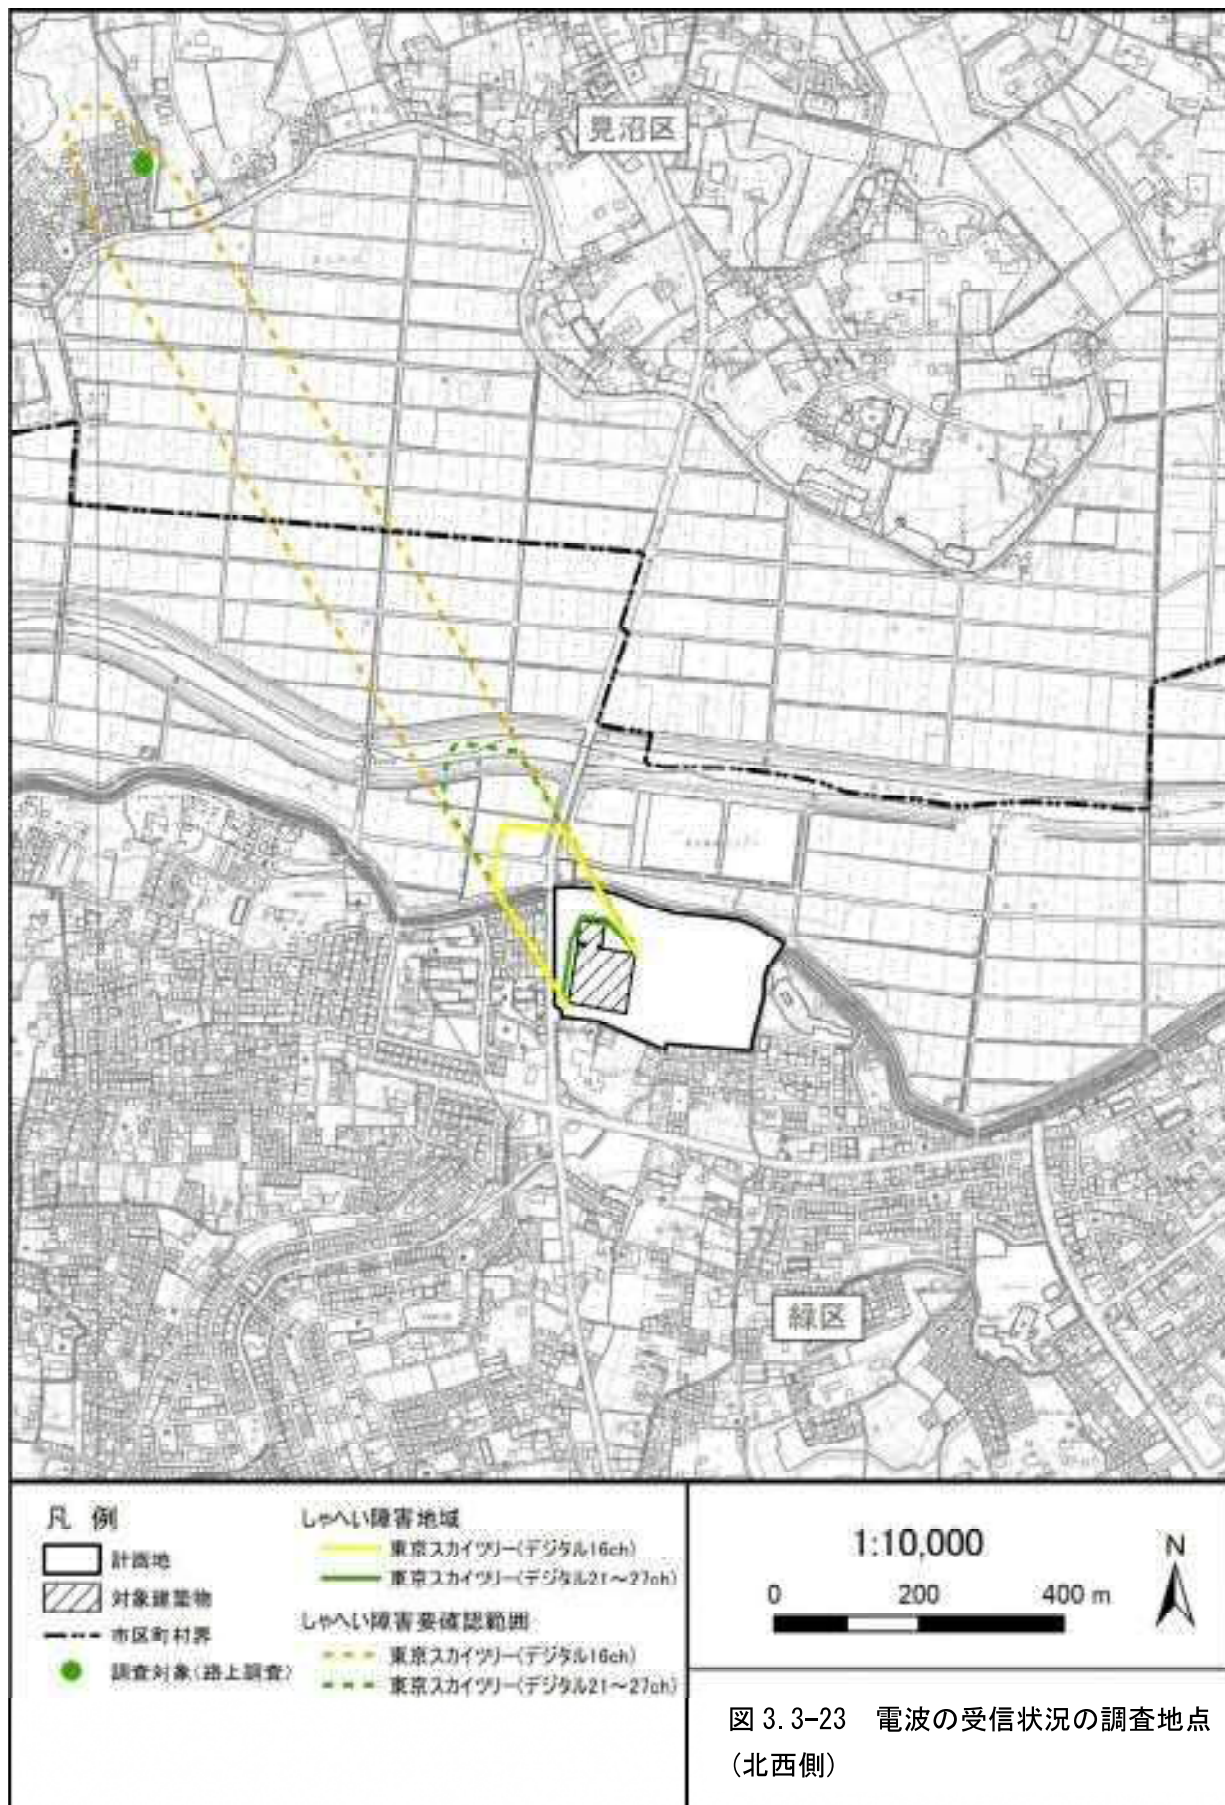 見沼区
緑区
凡 例
計画地
対象建築物
市区町村界
調査対象(路上調査)
しゃへい障害地域
東京スカイツリー(デジタル16ch)
東京スカイツリー(デジタル21~27ch)
しゃへい障害要確認範囲
東京スカイツリー(デジタル16ch)
東京スカイツリー(デジタル21~27ch)
1:10,000
N
0 200 400 m
図 3.3-23 電波の受信状況の調査地点
(北西側)